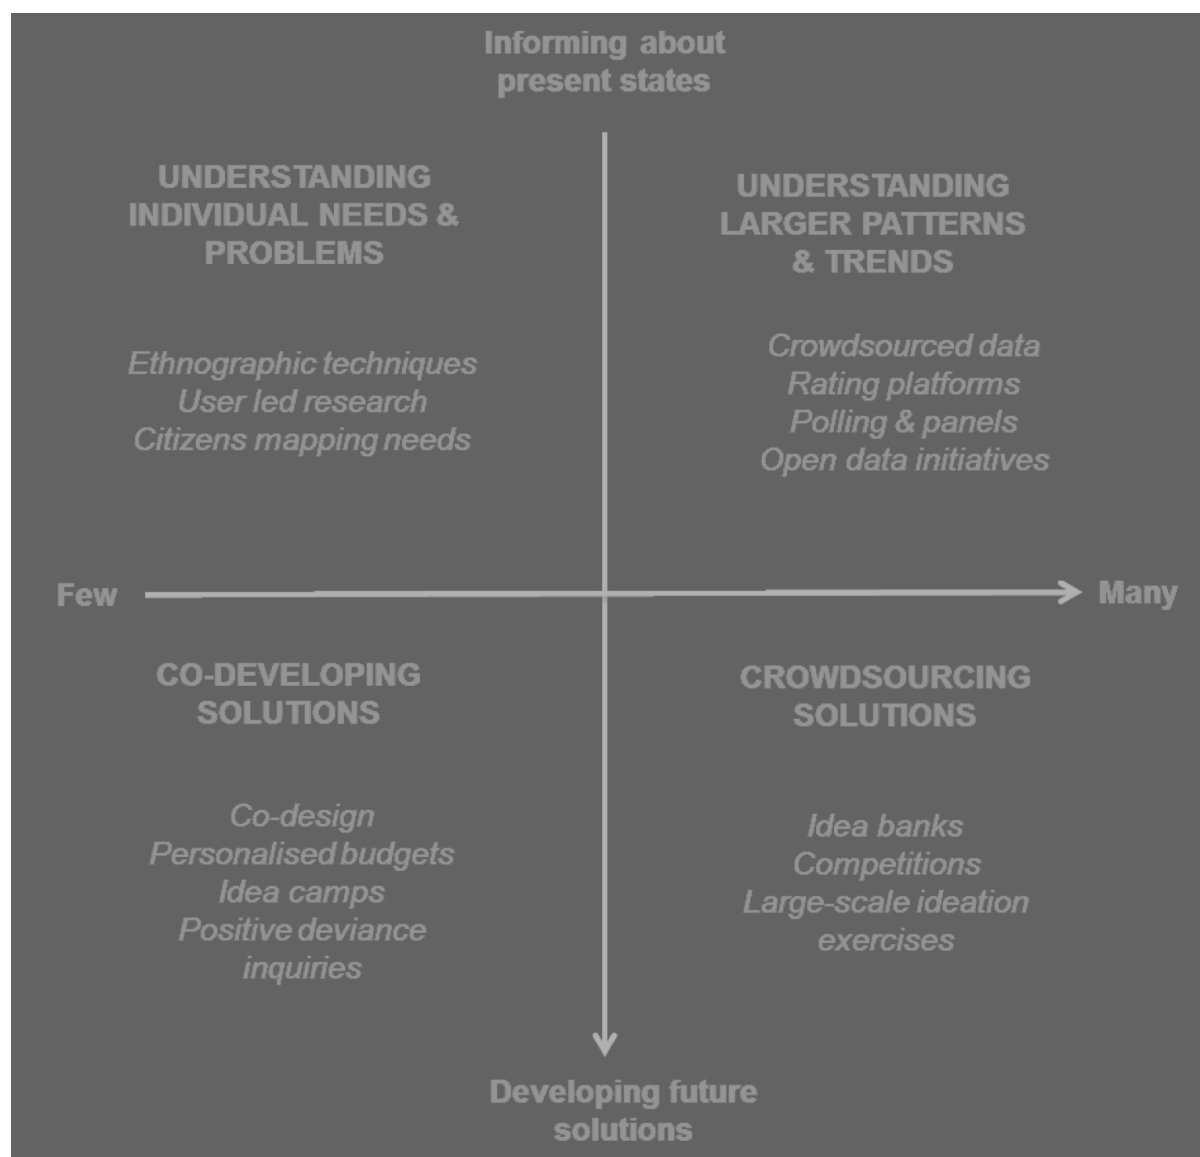 Informing about
present states
UNDERSTANDING
INDIVIDUAL NEEDS &
PROBLEMS
Ethnographic techniques
User led research
Citizens mapping needs
UNDERSTANDING
LARGER PATTERNS
& TRENDS
Crowdsourced data
Rating platforms
Polling & panels
Open data initiatives
Few
Many
CO-DEVELOPING
SOLUTIONS
Co-design
Personalised budgets
Idea camps
Positive deviance
inquiries
CROWDSOURCING
SOLUTIONS
Idea banks
Competitions
Large-scale ideation
exercises
Developing future
solutions